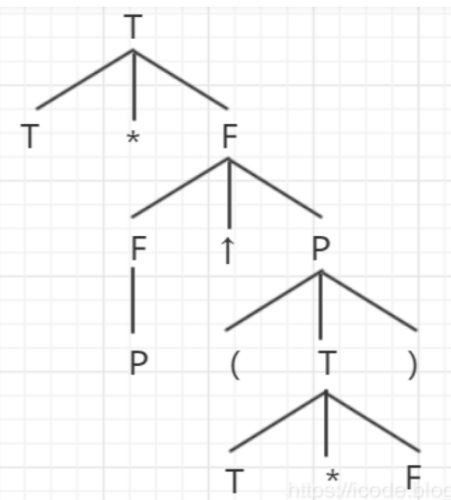 T
T * F
F ↑ P
P ( T )
T * F
https://icode.blog